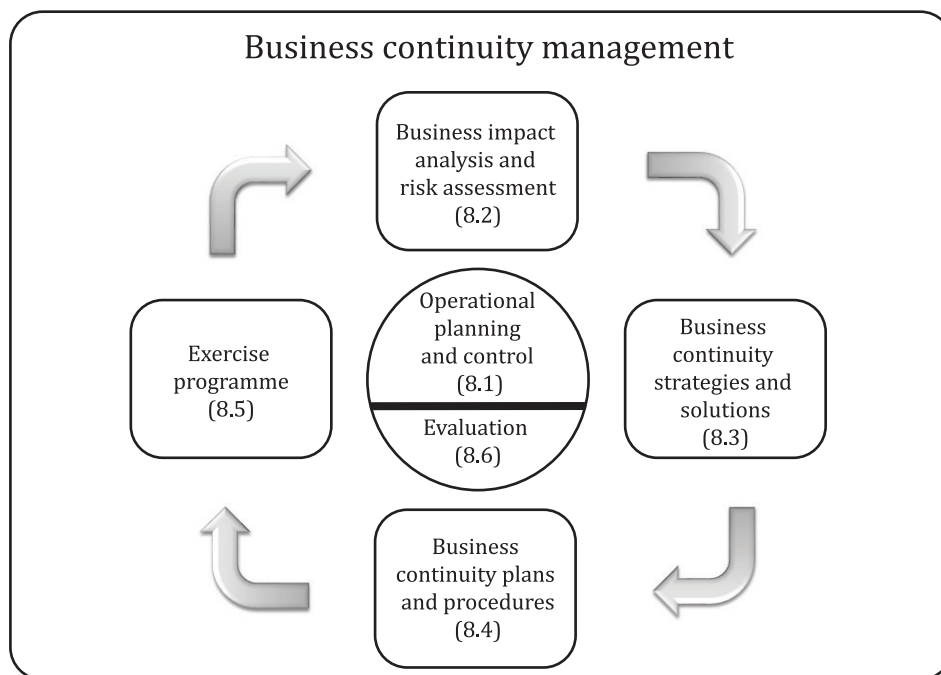 Business continuity management
Business impact
analysis and
risk assessment
(8.2)
Operational
planning
and control
(8.1)
Evaluation
(8.6)
Exercise
programme
(8.5)
Business
continuity
strategies and
solutions
(8.3)
Business
continuity plans
and procedures
(8.4)